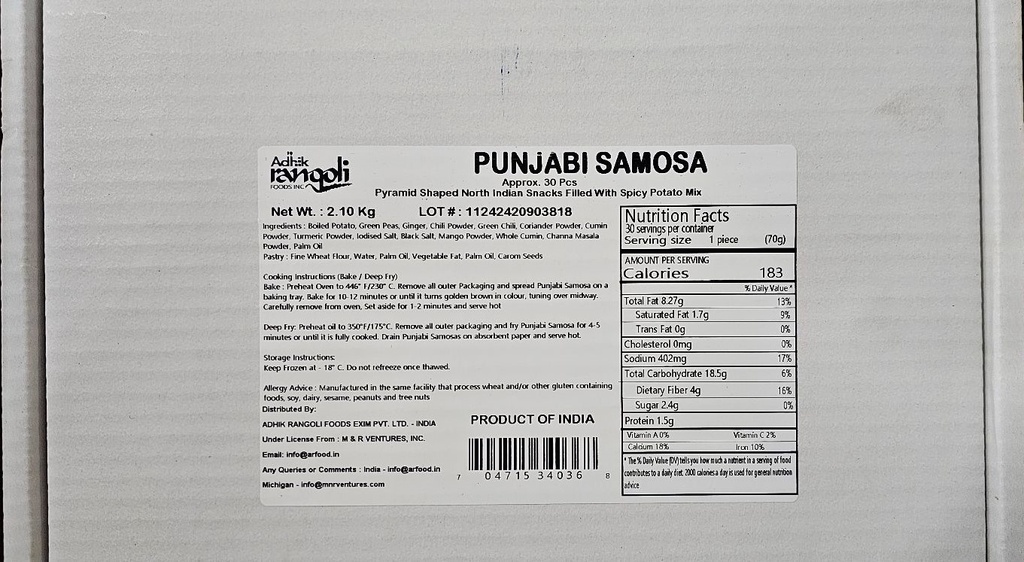 Adhik
rangoli
FOODS INC
PUNJABI SAMOSA
Approx. 30 Pcs
Pyramid Shaped North Indian Snacks Filled With Spicy Potato Mix
Net Wt. : 2.10 Kg LOT # : 11242420903818
Ingredients : Boiled Potato, Green Peas, Ginger, Chili Powder, Green Chili, Coriander Powder, Cumin
Powder, Turmeric Powder, Iodised Salt, Black Salt, Mango Powder, Whole Cumin, Channa Masala
Powder, Palm Oil
Pastry : Fine Wheat Flour, Water, Palm Oil, Vegetable Fat, Palm Oil, Carom Seeds
Cooking Instructions (Bake / Deep Fry)
Bake : Preheat Oven to 446° F/230° C. Remove all outer Packaging and spread Punjabi Samosa on a
baking tray. Bake for 10-12 minutes or until it turns golden brown in colour, tuning over midway.
Carefully remove from oven, Set aside for 1-2 minutes and serve hot
Deep Fry: Preheat oil to 350°F/175°C. Remove all outer packaging and fry Punjabi Samosa for 4-5
minutes or until it is fully cooked. Drain Punjabi Samosas on absorbent paper and serve hot.
Storage Instructions:
Keep Frozen at - 18° C. Do not refreeze once thawed.
Allergy Advice : Manufactured in the same facility that process wheat and/or other gluten containing
foods, soy, dairy, sesame, peanuts and tree nuts
Distributed By:
ADHIK RANGOLI FOODS EXIM PVT. LTD. - INDIA
Under License From : M & R VENTURES, INC.
Email: info@arfood.in
Any Queries or Comments : India - info@arfood.in
Michigan - info@mnrventures.com
PRODUCT OF INDIA
7 04715 34036 8
Nutrition Facts
30 servings per container
Serving size 1 piece (70g)
AMOUNT PER SERVING
Calories 183
% Daily Value *
Total Fat 8.27g 13%
Saturated Fat 1.7g 9%
Trans Fat 0g 0%
Cholesterol 0mg 0%
Sodium 402mg 17%
Total Carbohydrate 18.5g 6%
Dietary Fiber 4g 16%
Sugar 2.4g 0%
Protein 1.5g
Vitamin A 0% Vitamin C 2%
Calcium 18% Iron 10%
* The % Daily Value (DV) tells you how much a nutrient in a serving of food
contributes to a daily diet. 2000 calories a day is used for general nutrition
advice